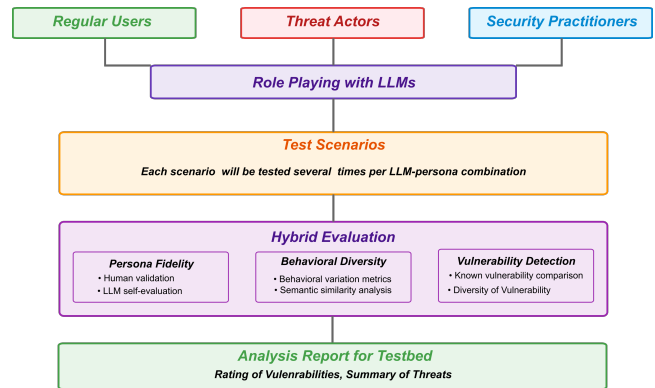 Regular Users
Threat Actors
Security Practitioners
Role Playing with LLMs
Test Scenarios
Each scenario will be tested several times per LLM-persona combination
Hybrid Evaluation
Persona Fidelity
• Human validation
• LLM self-evaluation
Behavioral Diversity
• Behavioral variation metrics
• Semantic similarity analysis
Vulnerability Detection
• Known vulnerability comparison
• Diversity of Vulnerability
Analysis Report for Testbed
Rating of Vulenrabilities, Summary of Threats